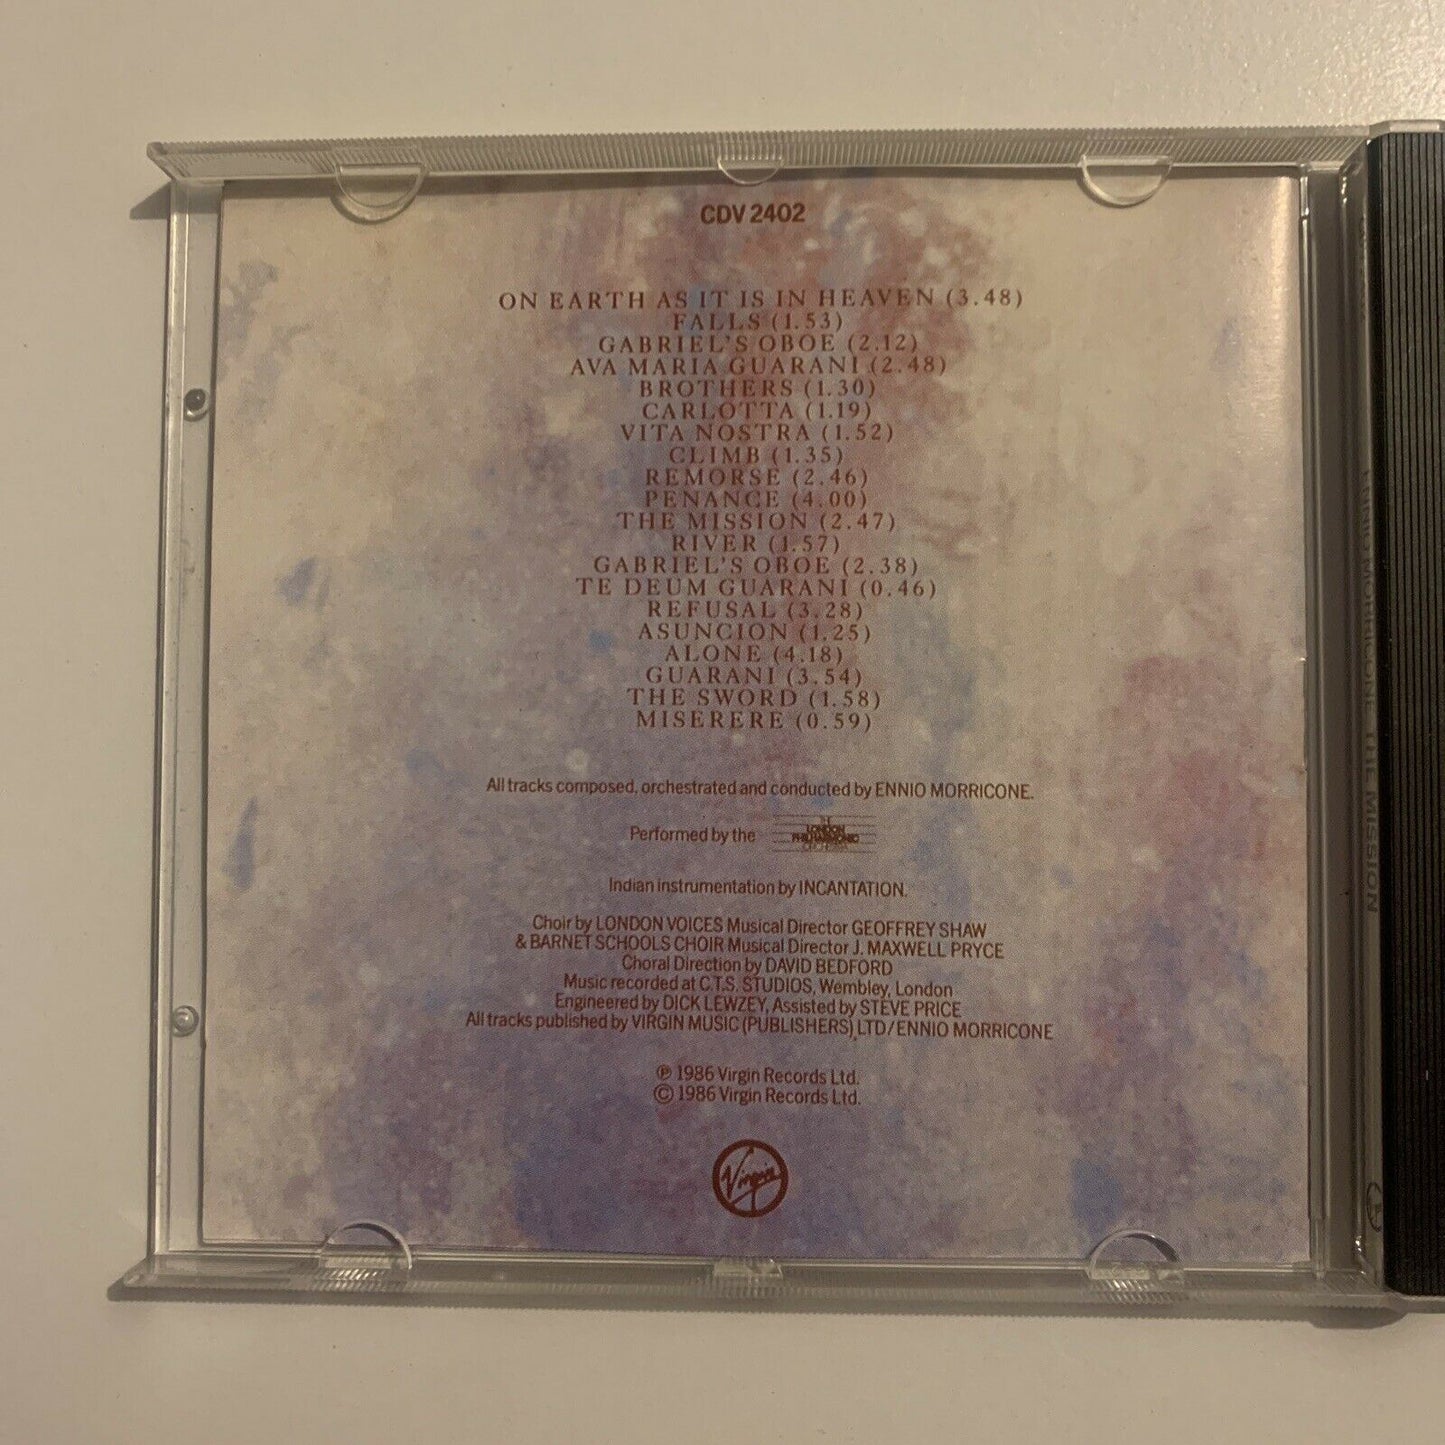 CDV 2402
ON EARTH AS IT IS IN HEAVEN (3.48)
FALLS (1.53)
GABRIEL'S OBOE (2.12)
AVA MARIA GUARANI (2.48)
BROTHERS (1.30)
CARLOTTA (1.19)
VITA NOSTRA (1.52)
CLIMB (1.35)
REMORSE (2.46)
PENANCE (4.00)
THE MISSION (2.47)
RIVER (1.57)
GABRIEL'S OBOE (2.38)
TE DEUM GUARANI (0.46)
REFUSAL (3.28)
ASUNCION (1.25)
ALONE (4.18)
GUARANI (3.54)
THE SWORD (1.58)
MISERERE (0.59)
All tracks composed, orchestrated and conducted by ENNIO MORRICONE.
Performed by the THE LONDON PHILHARMONIC ORCHESTRA
Indian instrumentation by INCANTATION.
Choir by LONDON VOICES Musical Director GEOFFREY SHAW
& BARNET SCHOOLS CHOIR Musical Director J. MAXWELL PRYCE
Choral Direction by DAVID BEDFORD
Music recorded at C.T.S. STUDIOS, Wembley, London
Engineered by DICK LEWZEY, Assisted by STEVE PRICE
All tracks published by VIRGIN MUSIC (PUBLISHERS) LTD/ENNIO MORRICONE
℗ 1986 Virgin Records Ltd.
© 1986 Virgin Records Ltd.
Virgin
ENNIO MORRICONE THE MISSION